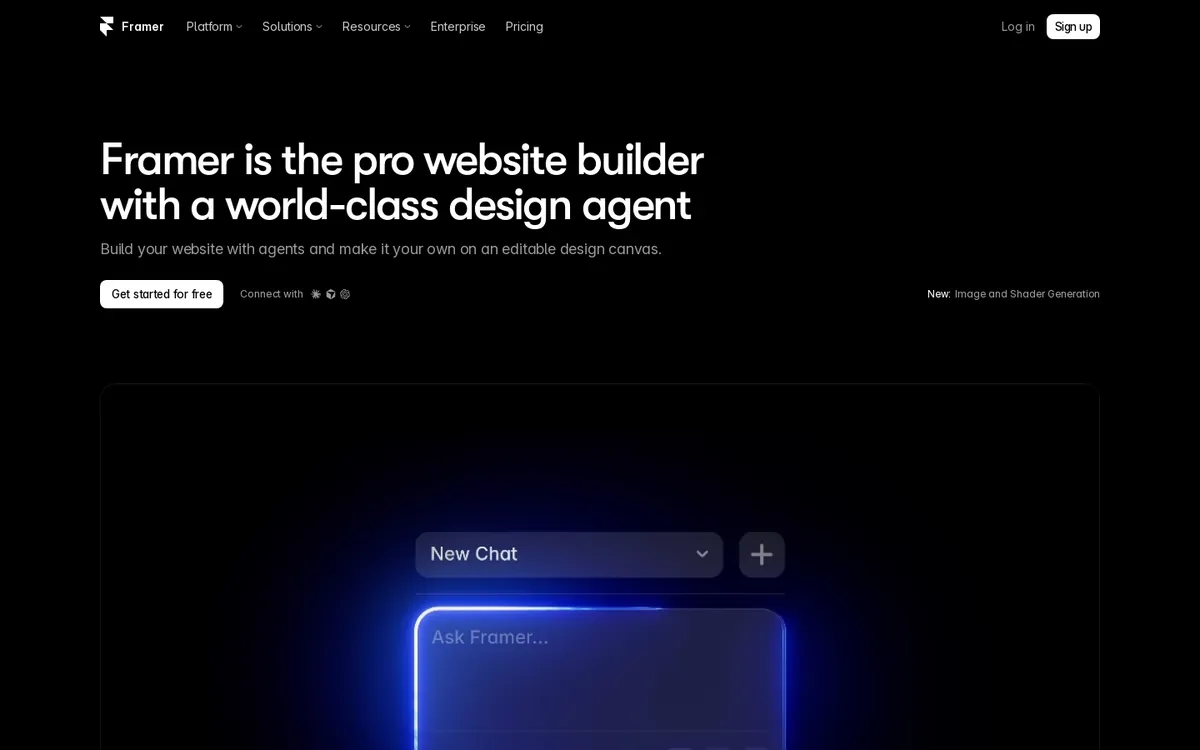 Framer
Platform
Solutions
Resources
Enterprise
Pricing
Log in
Sign up
Framer is the pro website builder
with a world-class design agent
Build your website with agents and make it your own on an editable design canvas.
Get started for free
Connect with
New: Image and Shader Generation
New Chat
Ask Framer...